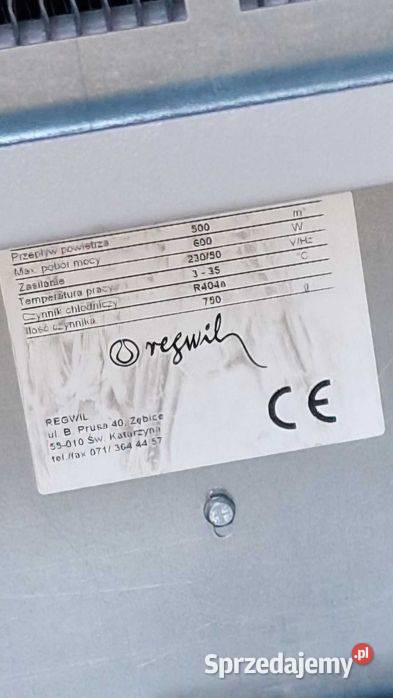 Przepływ powietrza 500 m³
Max. pobór mocy 600 W
Zasilanie 230/50 V/Hz
Temperatura pracy 3 - 35 °C
Czynnik chłodniczy R404a
Ilość czynnika 750 g
regwil
CE
REGWIL
ul. B. Prusa 40, Zębice
55-010 Św. Katarzyna
tel./fax 071/ 364 44 57
Sprzedajemy.pl